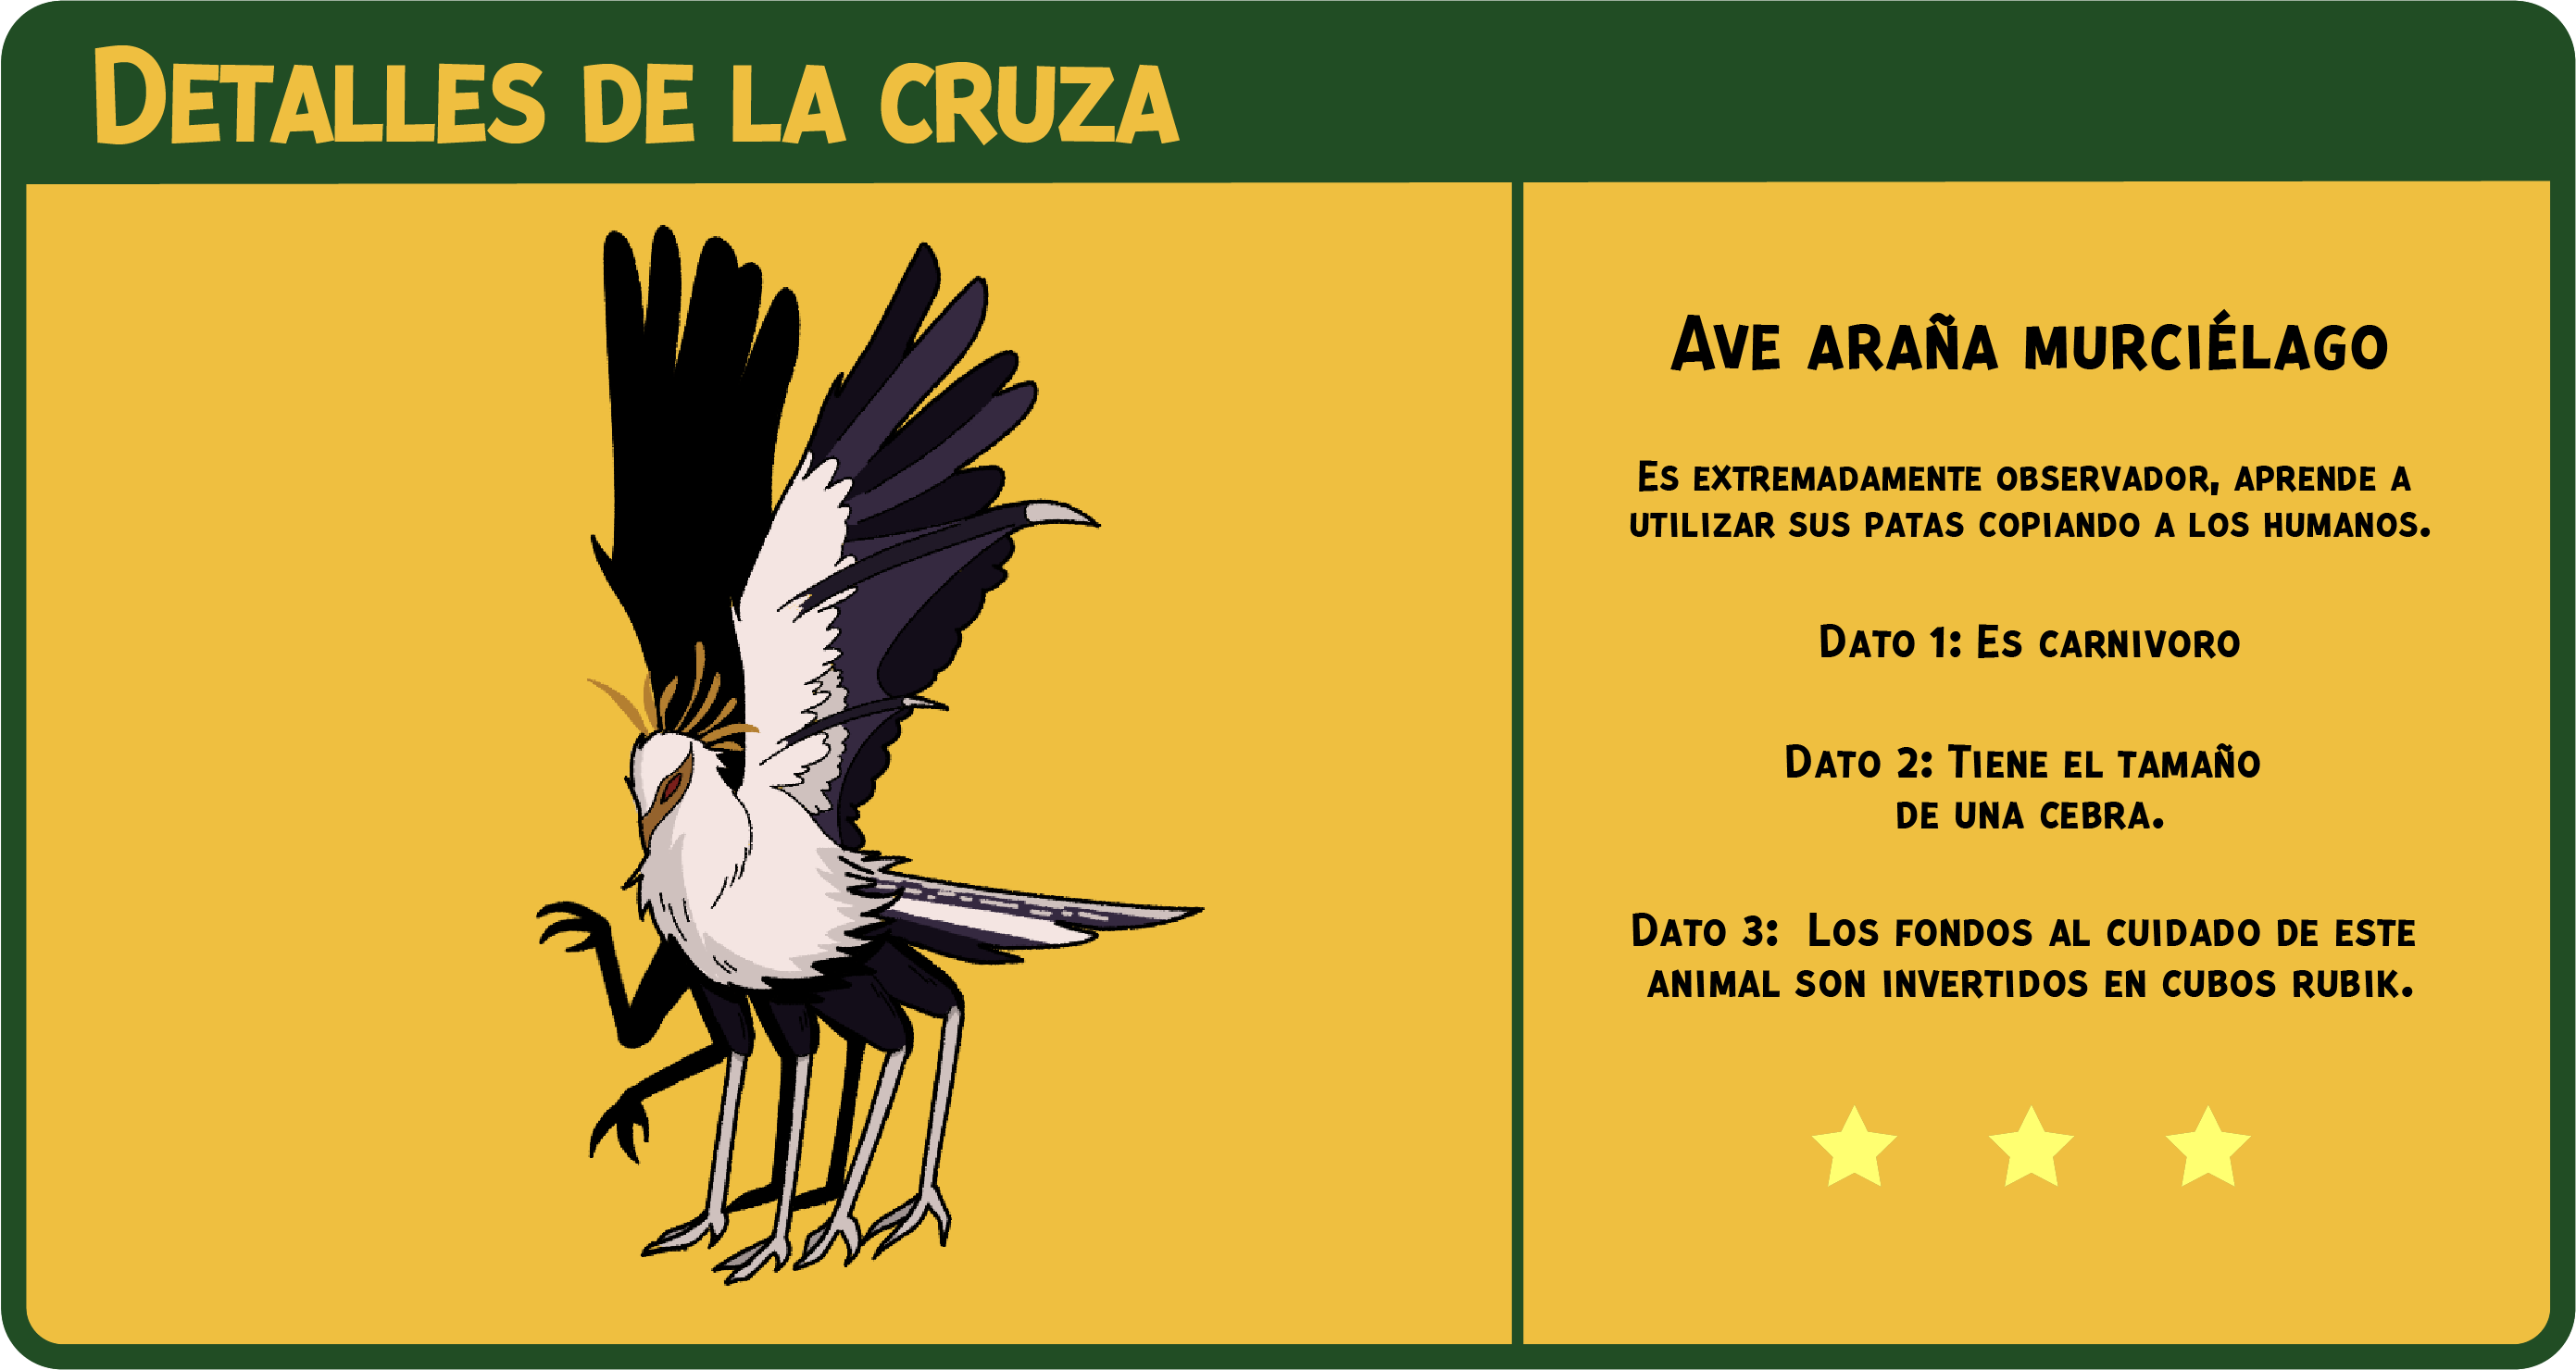 Detalles de la cruza
Ave araña murciélago
Es extremadamente observador, aprende a
utilizar sus patas copiando a los humanos.
Dato 1: Es carnivoro
Dato 2: Tiene el tamaño
de una cebra.
Dato 3: Los fondos al cuidado de este
animal son invertidos en cubos rubik.